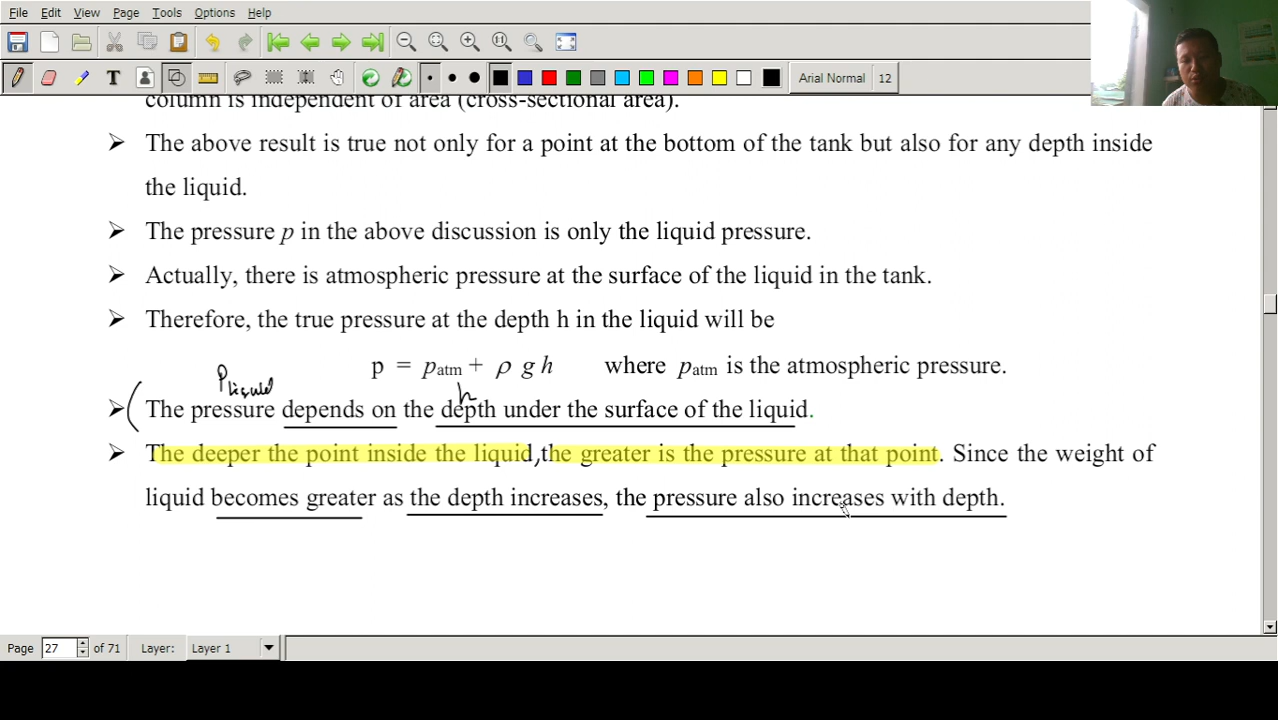 File Edit View Page Tools Options Help
Arial Normal 12
column is independent of area (cross-sectional area).
➢ The above result is true not only for a point at the bottom of the tank but also for any depth inside
the liquid.
➢ The pressure p in the above discussion is only the liquid pressure.
➢ Actually, there is atmospheric pressure at the surface of the liquid in the tank.
➢ Therefore, the true pressure at the depth h in the liquid will be
p = patm + ρ g h where patm is the atmospheric pressure.
Pliquid h
➢ (The pressure depends on the depth under the surface of the liquid.
➢ The deeper the point inside the liquid,the greater is the pressure at that point. Since the weight of
liquid becomes greater as the depth increases, the pressure also increases with depth.
Page 27 of 71 Layer: Layer 1